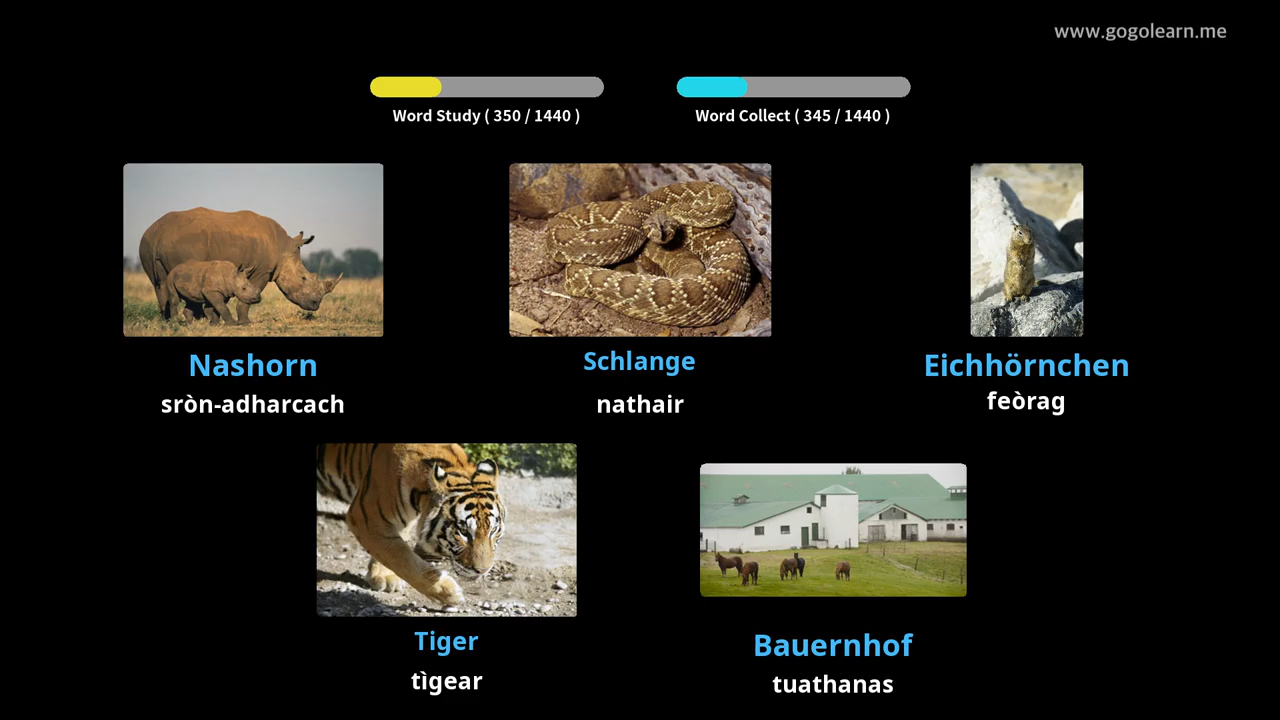 www.gogolearn.me
Word Study ( 350 / 1440 )
Word Collect ( 345 / 1440 )
Nashorn
sròn-adharcach
Schlange
nathair
Eichhörnchen
feòrag
Tiger
tìgear
Bauernhof
tuathanas